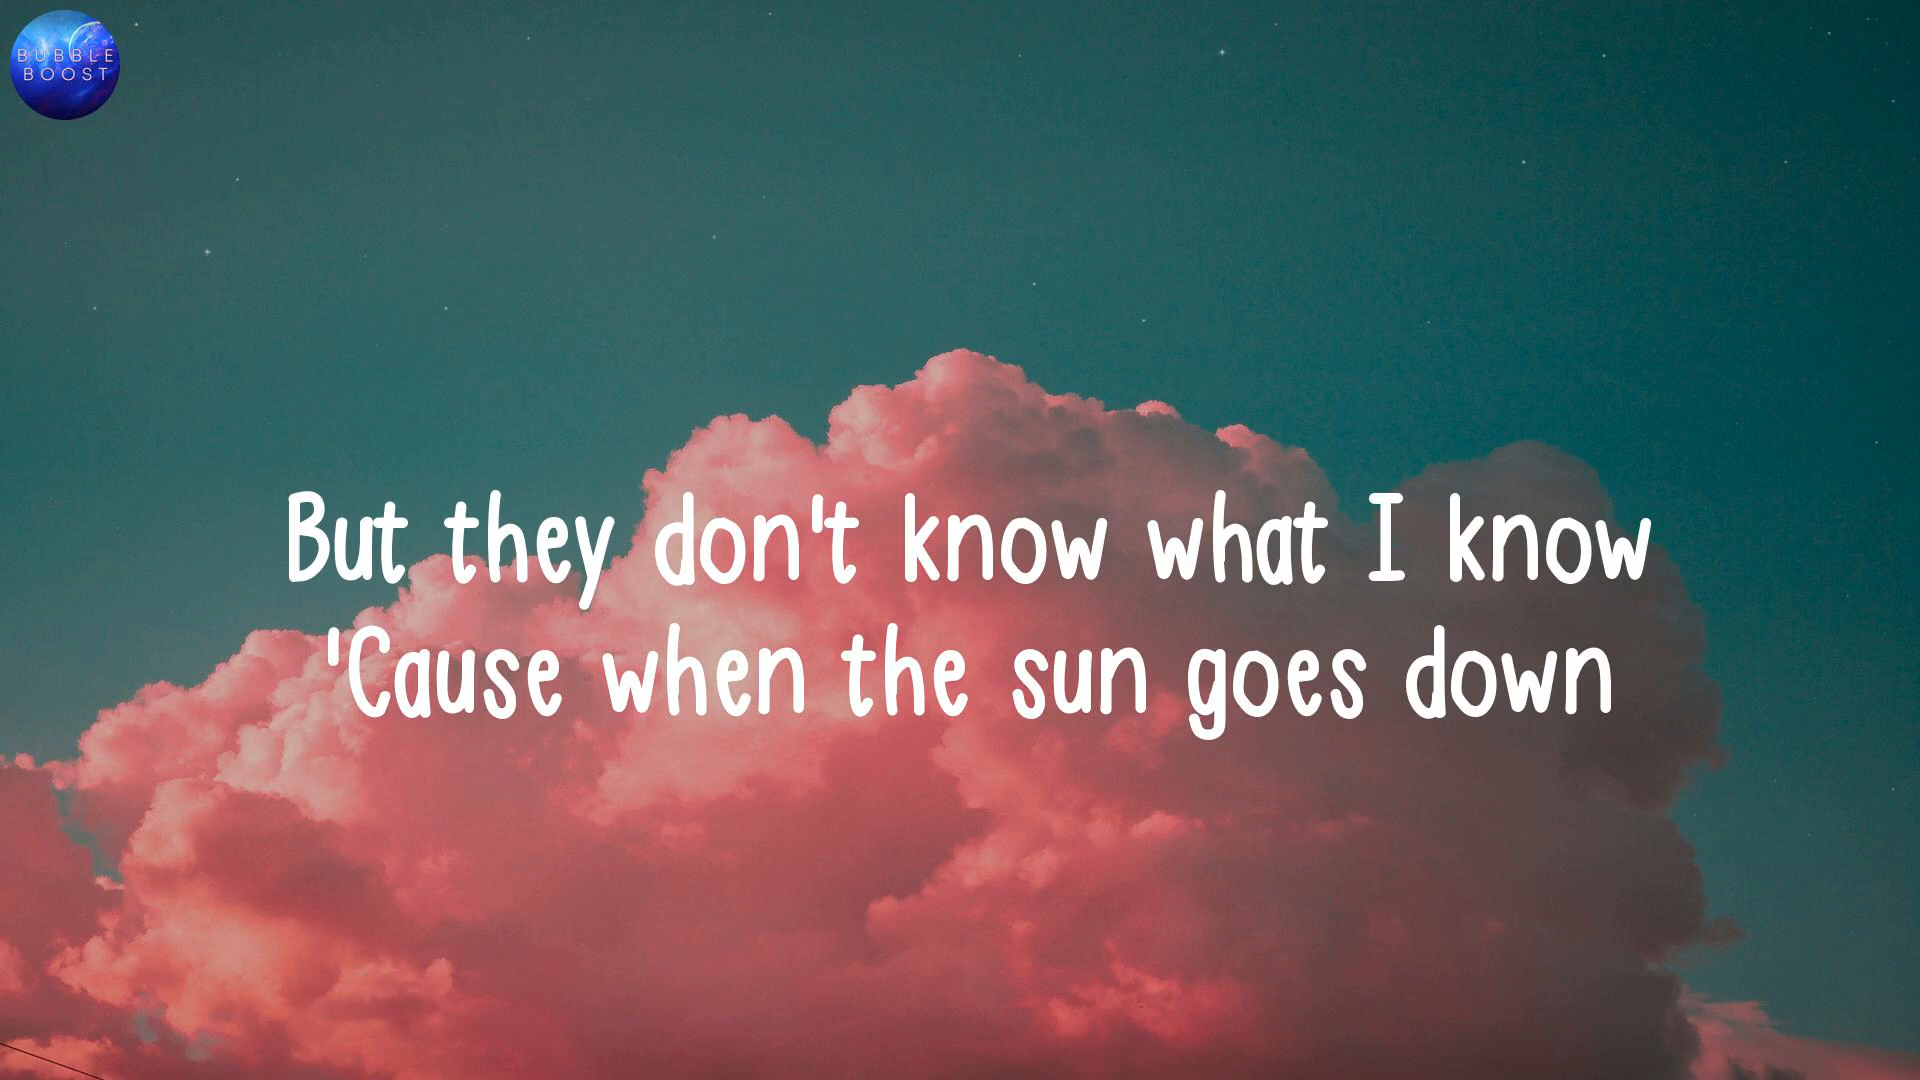 BUBBLE
BOOST
But they don't know what I know
'Cause when the sun goes down